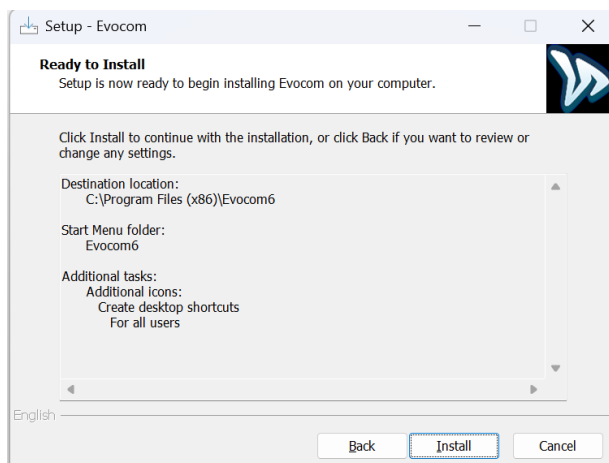 Setup - Evocom
Ready to Install
Setup is now ready to begin installing Evocom on your computer.
Click Install to continue with the installation, or click Back if you want to review or
change any settings.
Destination location:
C:\Program Files (x86)\Evocom6
Start Menu folder:
Evocom6
Additional tasks:
Additional icons:
Create desktop shortcuts
For all users
English
Back Install Cancel